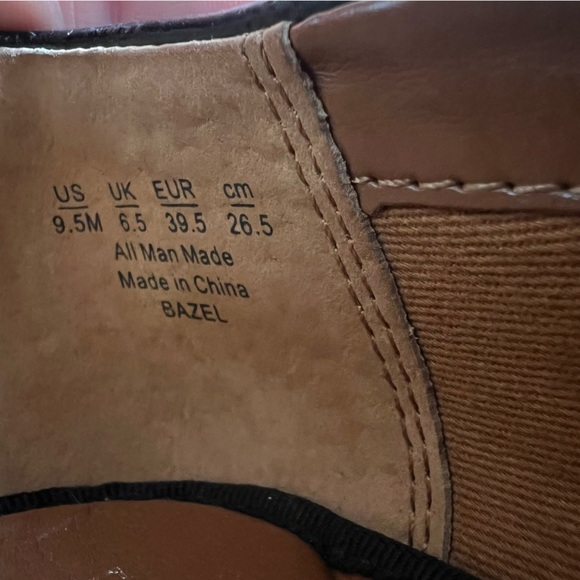 US UK EUR cm
9.5M 6.5 39.5 26.5
All Man Made
Made in China
BAZEL